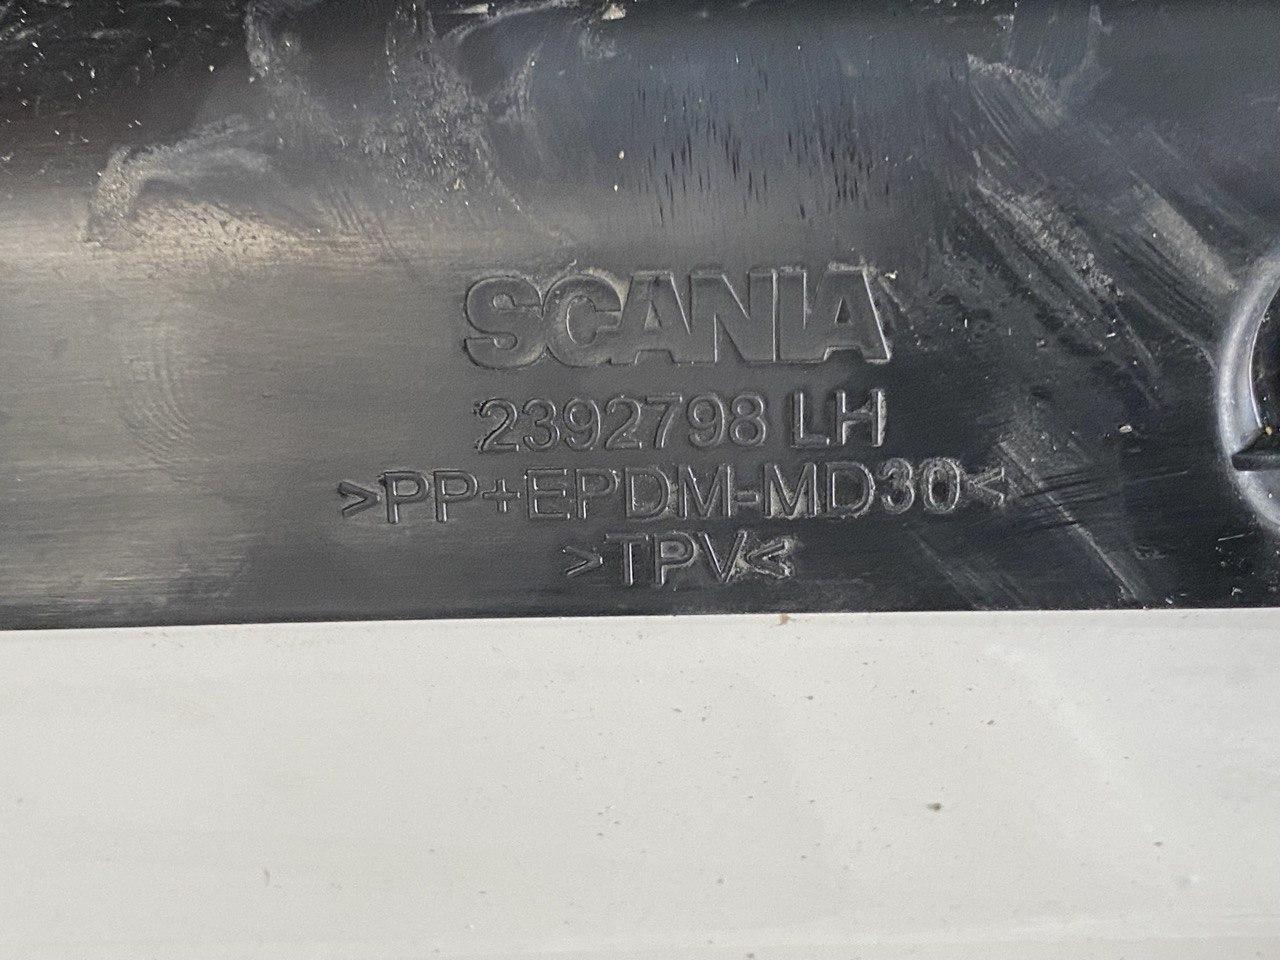 SCANIA
2392798 LH
>PP+EPDM-MD30<
>TPV<